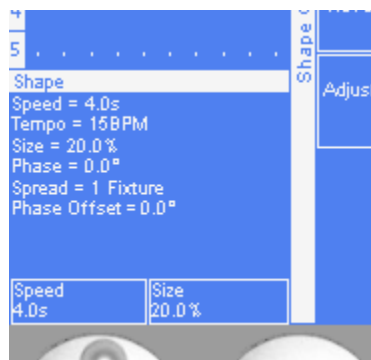 4
5 . . . . . . . . . .
Shape
Speed = 4.0s
Tempo = 15BPM
Size = 20.0%
Phase = 0.0°
Spread = 1 Fixture
Phase Offset = 0.0°
Speed
4.0s
Size
20.0%
Shape
Adjus